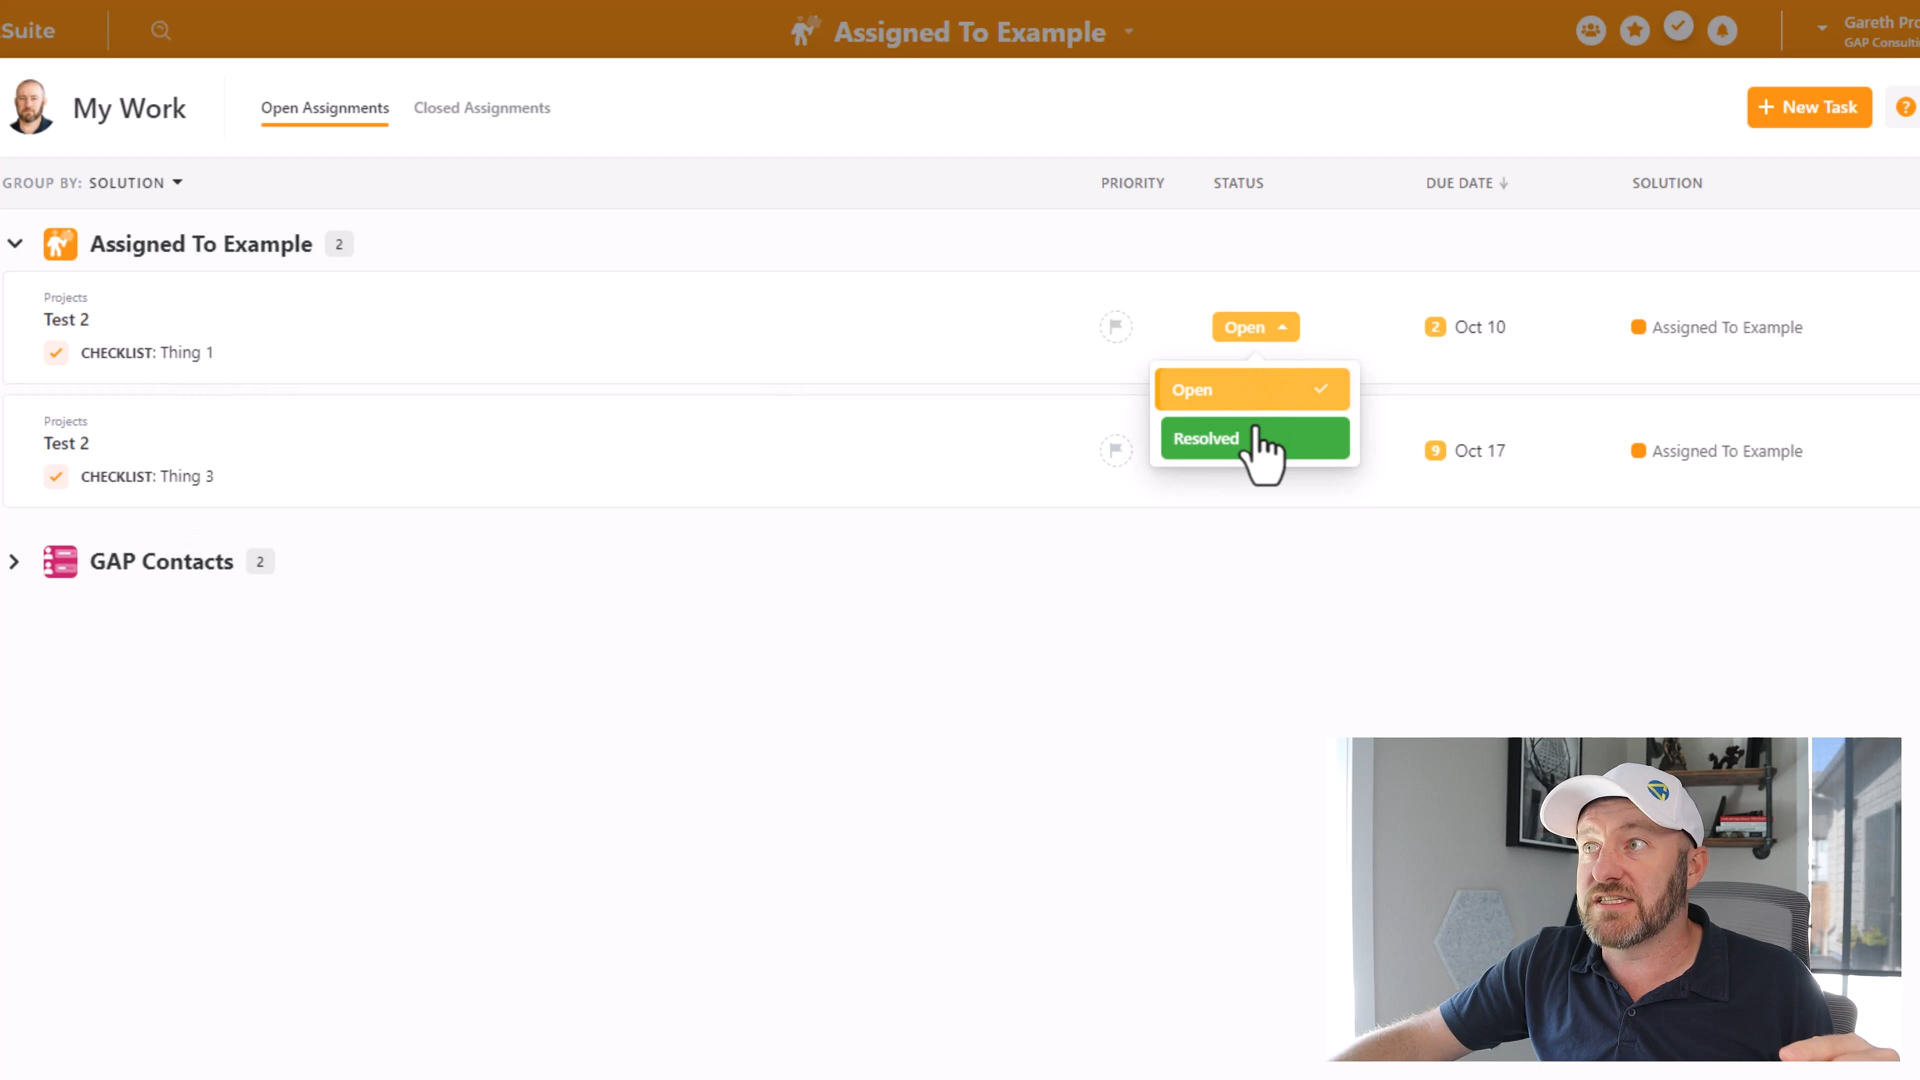 Suite
Assigned To Example
Gareth Pro
GAP Consulti
My Work
Open Assignments
Closed Assignments
+ New Task
?
GROUP BY: SOLUTION
PRIORITY
STATUS
DUE DATE
SOLUTION
Assigned To Example 2
Projects
Test 2
CHECKLIST: Thing 1
Open
2 Oct 10
Assigned To Example
Open
Resolved
Projects
Test 2
CHECKLIST: Thing 3
9 Oct 17
Assigned To Example
GAP Contacts 2